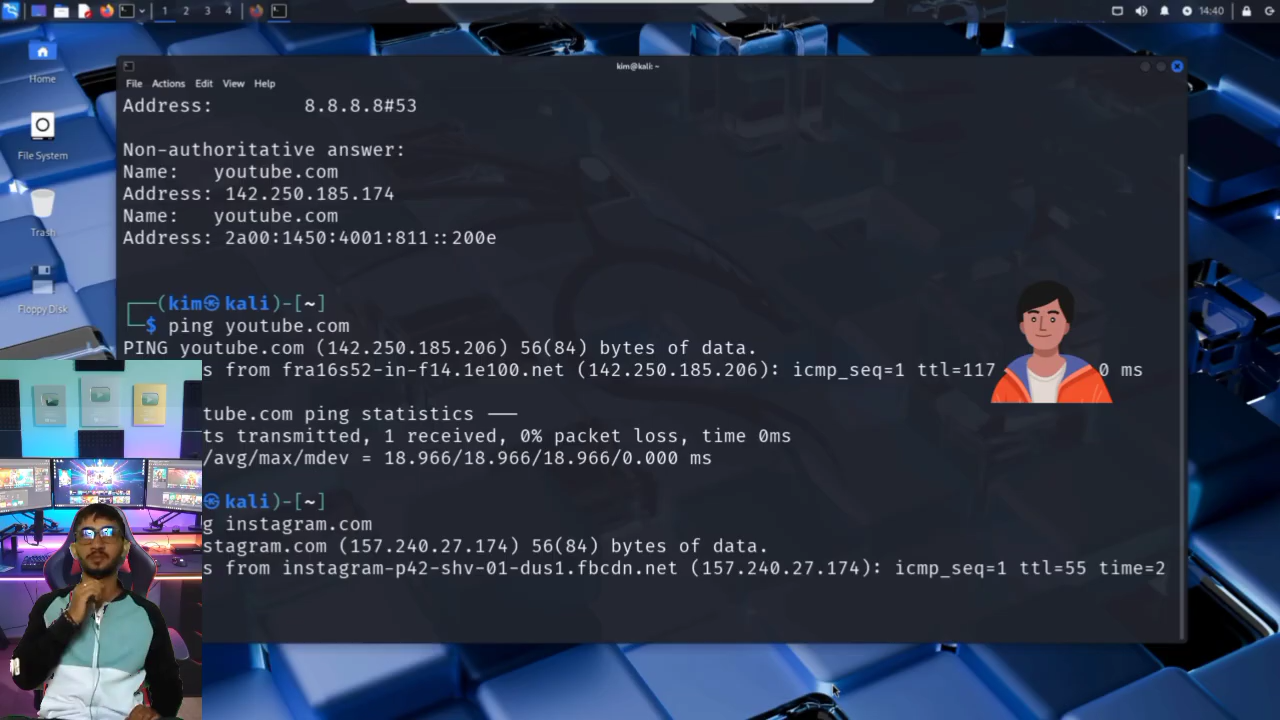 1 2 3 4
14:40
Home
File System
Trash
Floppy Disk
kim@kali: ~
File Actions Edit View Help
Address: 8.8.8.8#53
Non-authoritative answer:
Name: youtube.com
Address: 142.250.185.174
Name: youtube.com
Address: 2a00:1450:4001:811::200e
(kim㉿kali)-[~]
$ ping youtube.com
PING youtube.com (142.250.185.206) 56(84) bytes of data.
s from fra16s52-in-f14.1e100.net (142.250.185.206): icmp_seq=1 ttl=117 0 ms
tube.com ping statistics ---
ts transmitted, 1 received, 0% packet loss, time 0ms
/avg/max/mdev = 18.966/18.966/18.966/0.000 ms
㉿kali)-[~]
g instagram.com
stagram.com (157.240.27.174) 56(84) bytes of data.
s from instagram-p42-shv-01-dus1.fbcdn.net (157.240.27.174): icmp_seq=1 ttl=55 time=2